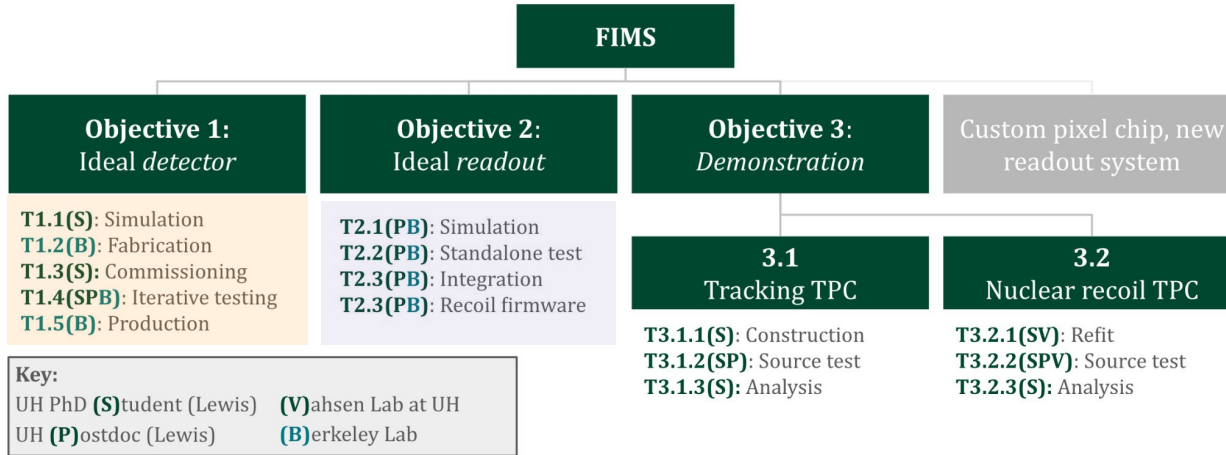 FIMS
Objective 1:
Ideal detector
T1.1(S): Simulation
T1.2(B): Fabrication
T1.3(S): Commissioning
T1.4(SPB): Iterative testing
T1.5(B): Production
Objective 2:
Ideal readout
T2.1(PB): Simulation
T2.2(PB): Standalone test
T2.3(PB): Integration
T2.3(PB): Recoil firmware
Objective 3:
Demonstration
Custom pixel chip, new
readout system
3.1
Tracking TPC
T3.1.1(S): Construction
T3.1.2(SP): Source test
T3.1.3(S): Analysis
3.2
Nuclear recoil TPC
T3.2.1(SV): Refit
T3.2.2(SPV): Source test
T3.2.3(S): Analysis
Key:
UH PhD (S)tudent (Lewis) (V)ahsen Lab at UH
UH (P)ostdoc (Lewis) (B)erkeley Lab